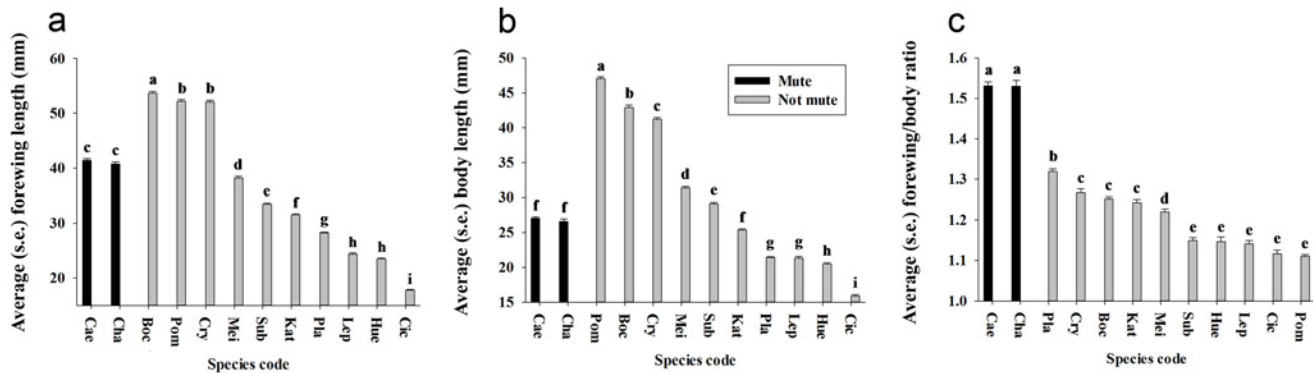 a
Average (s.e.) forewing length (mm)
60
50
40
30
20
c c a b b d e f g h h i
Cae Cha Boc Pom Cry Mei Sub Kat Pla Lep Hue Cic
Species code
b
Average (s.e.) body length (mm)
50
45
40
35
30
25
20
15
Mute
Not mute
f f a b c d e f g g h i
Cae Cha Pom Boc Cry Mei Sub Kat Pla Lep Hue Cic
Species code
c
Average (s.e.) forewing/body ratio
1.6
1.5
1.4
1.3
1.2
1.1
1.0
a a b c c c d e e e e e
Cae Cha Pla Cry Boc Kat Mei Sub Hue Lep Cic Pom
Species code